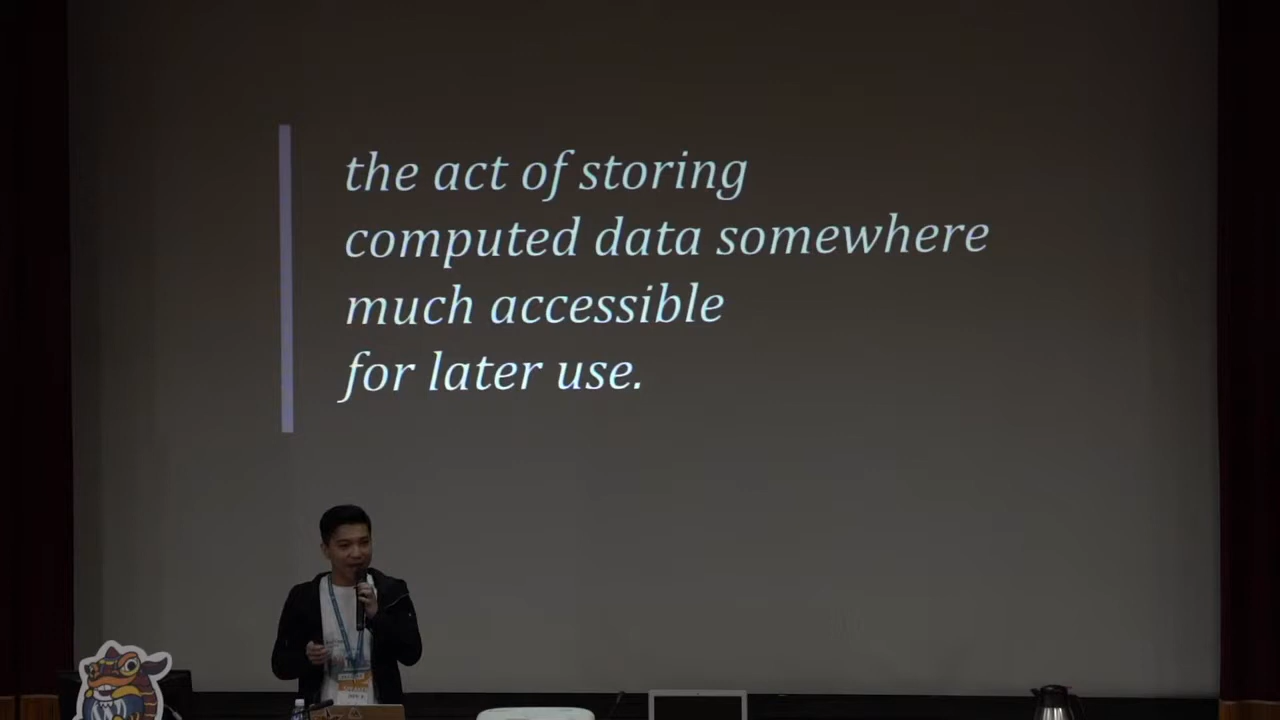 the act of storing
computed data somewhere
much accessible
for later use.